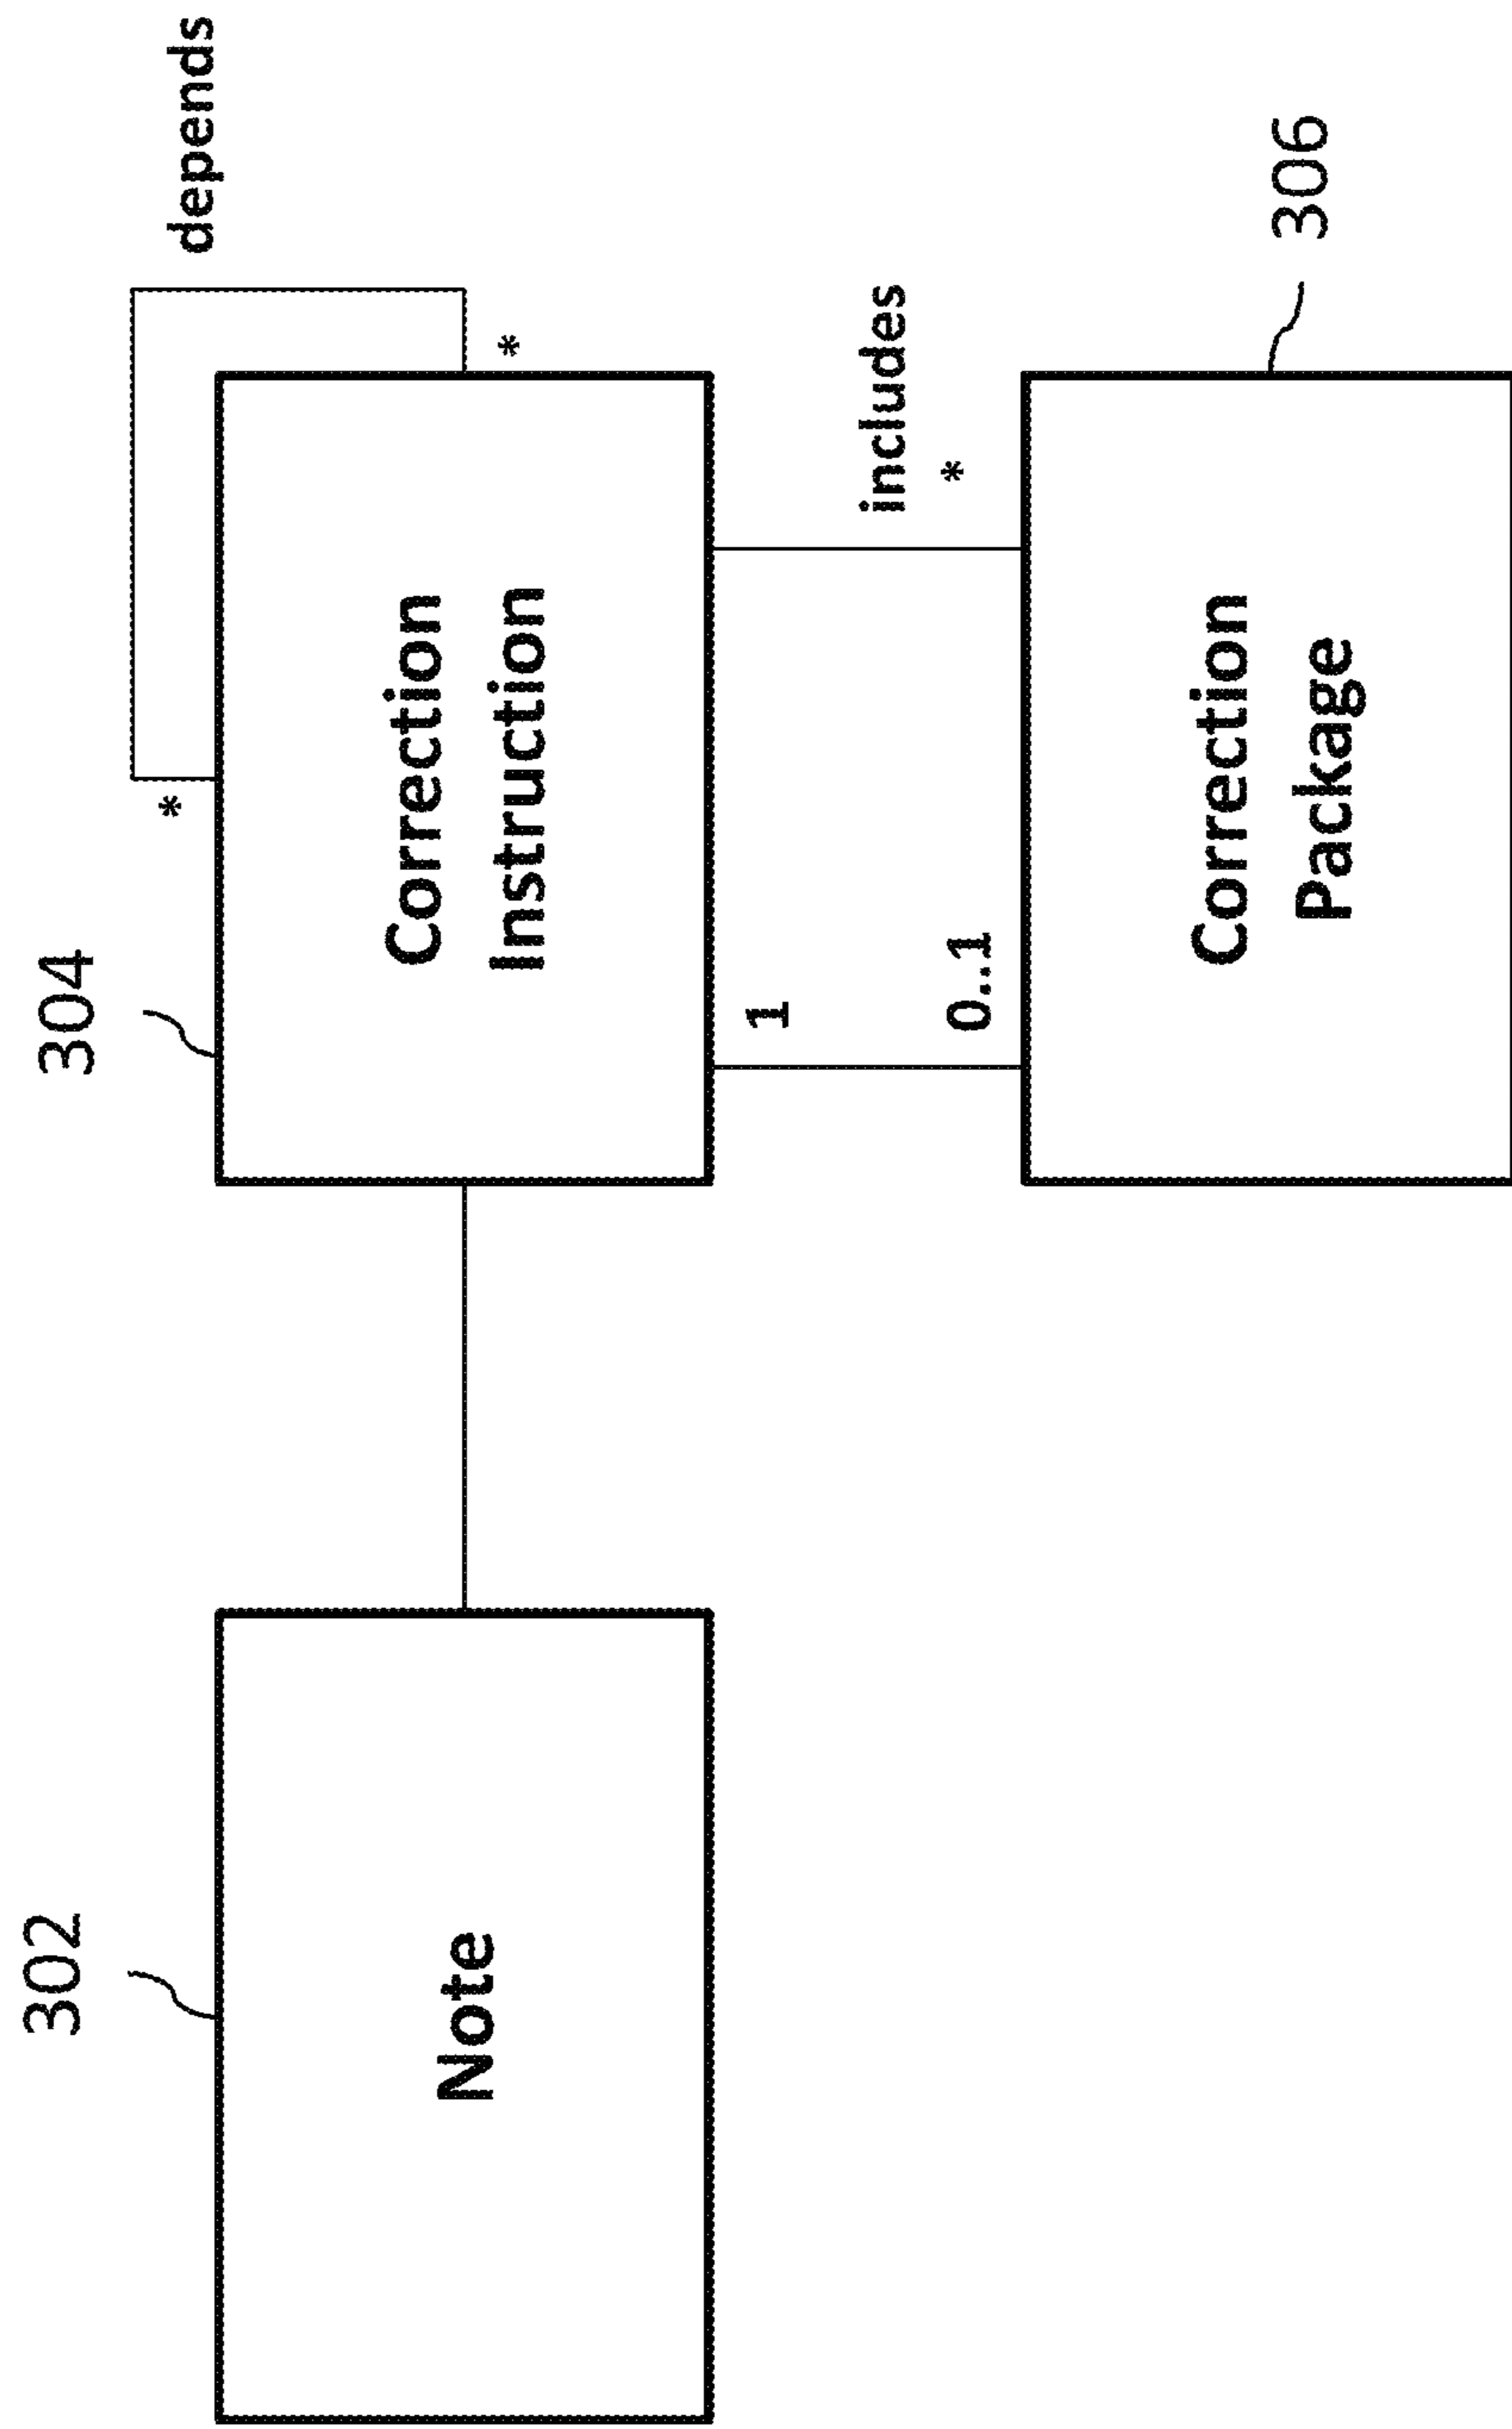 302
304
depends
*
*
Note
Correction
Instruction
1
includes
0..1
*
Correction
Package
306